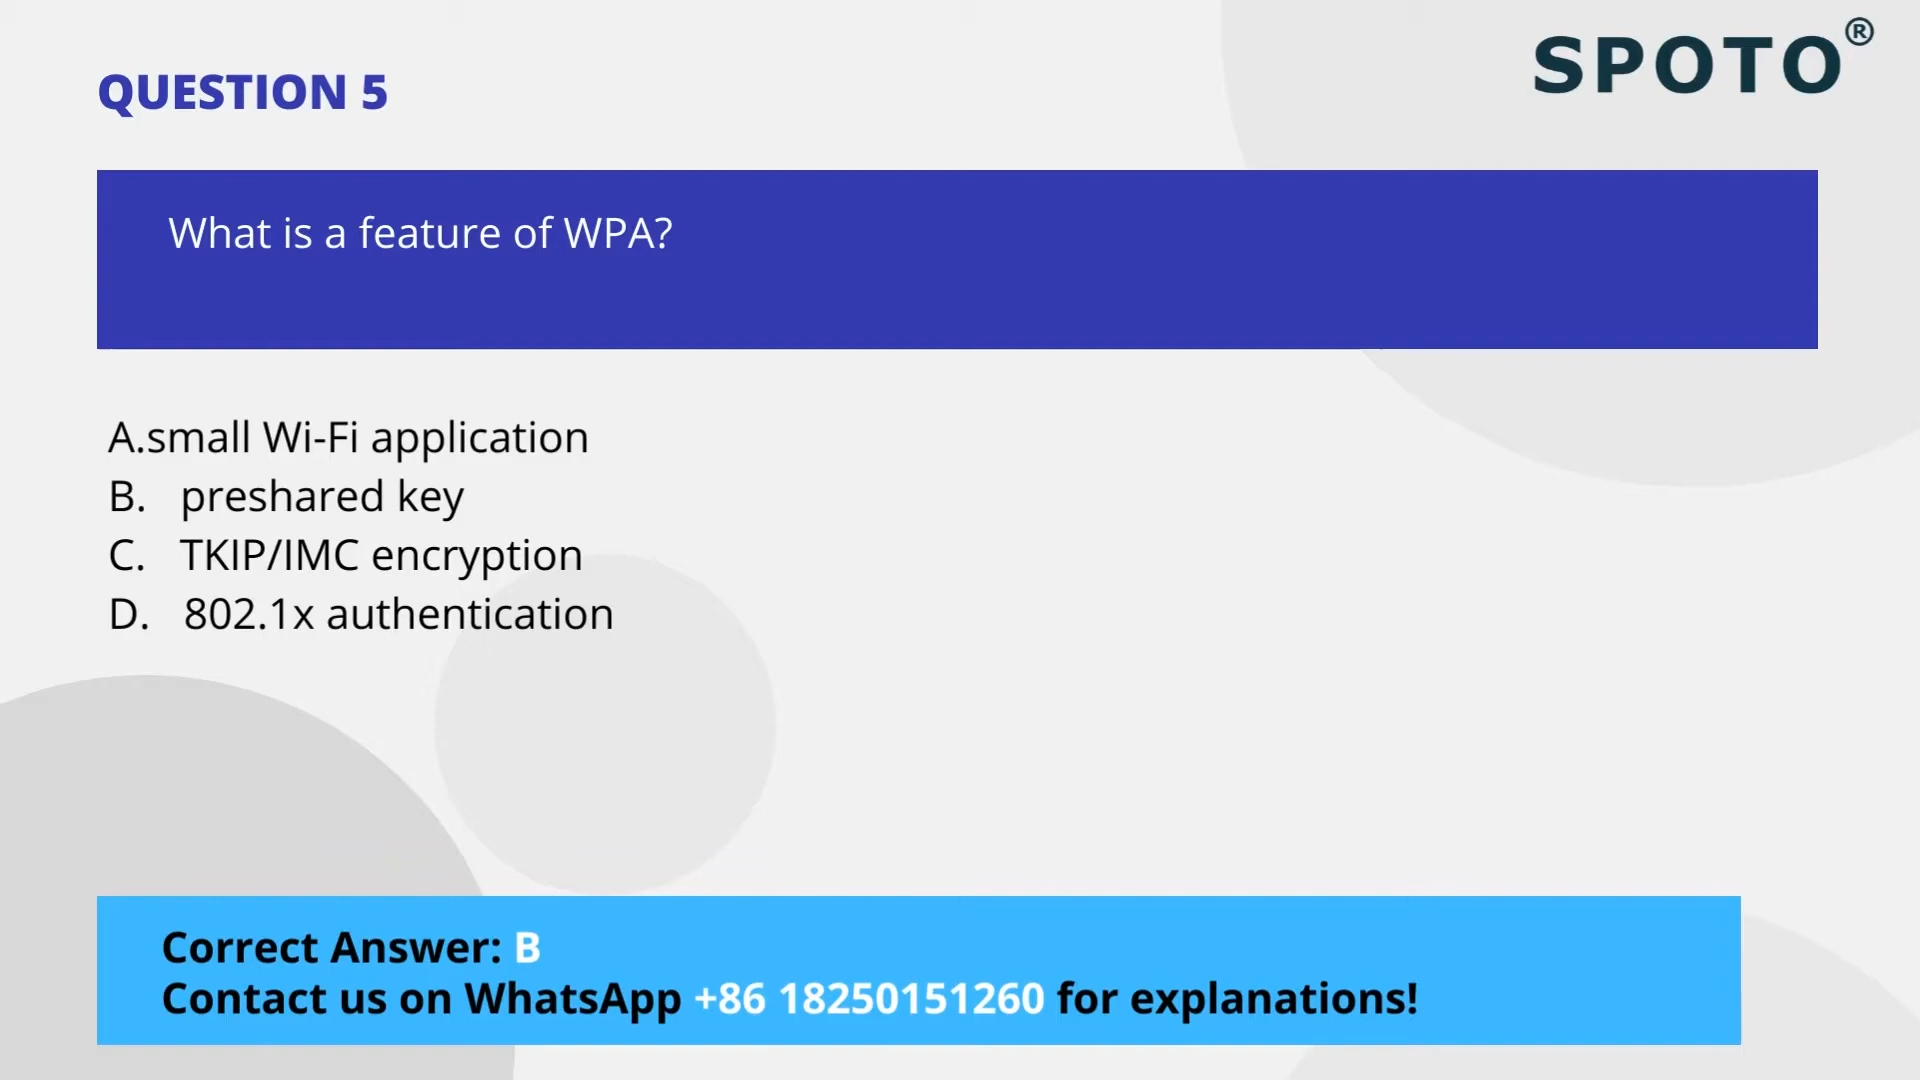 SPOTO®
QUESTION 5
What is a feature of WPA?
A.small Wi-Fi application
B. preshared key
C. TKIP/IMC encryption
D. 802.1x authentication
Correct Answer: B
Contact us on WhatsApp +86 18250151260 for explanations!